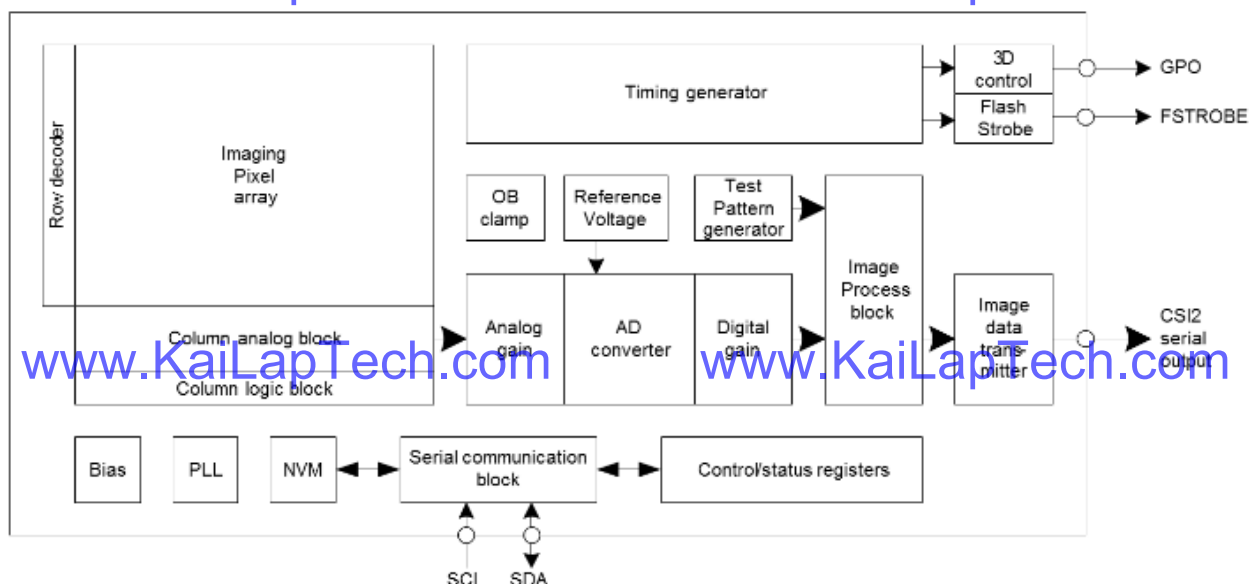 3D
control
GPO
Timing generator
Flash
Strobe
FSTROBE
Row decoder
Imaging
Pixel
array
OB
clamp
Reference
Voltage
Test
Pattern
generator
Image
Process
block
Column analog block
Analog
gain
AD
converter
Digital
gain
Image
data
trans-
mitter
CSI2
serial
output
www.KaiLapTech.com
www.KaiLapTech.com
Column logic block
Bias
PLL
NVM
Serial communication
block
Control/status registers
SCL
SDA